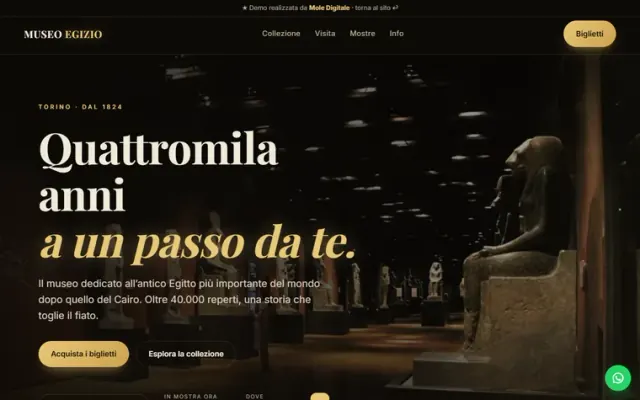 ★ Demo realizzata da Mole Digitale · torna al sito ⏎
MUSEO EGIZIO
Collezione
Visita
Mostre
Info
Biglietti
TORINO · DAL 1824
Quattromila
anni
a un passo da te.
Il museo dedicato all'antico Egitto più importante del mondo
dopo quello del Cairo. Oltre 40.000 reperti, una storia che
toglie il fiato.
Acquista i biglietti
Esplora la collezione
IN MOSTRA ORA
DOVE